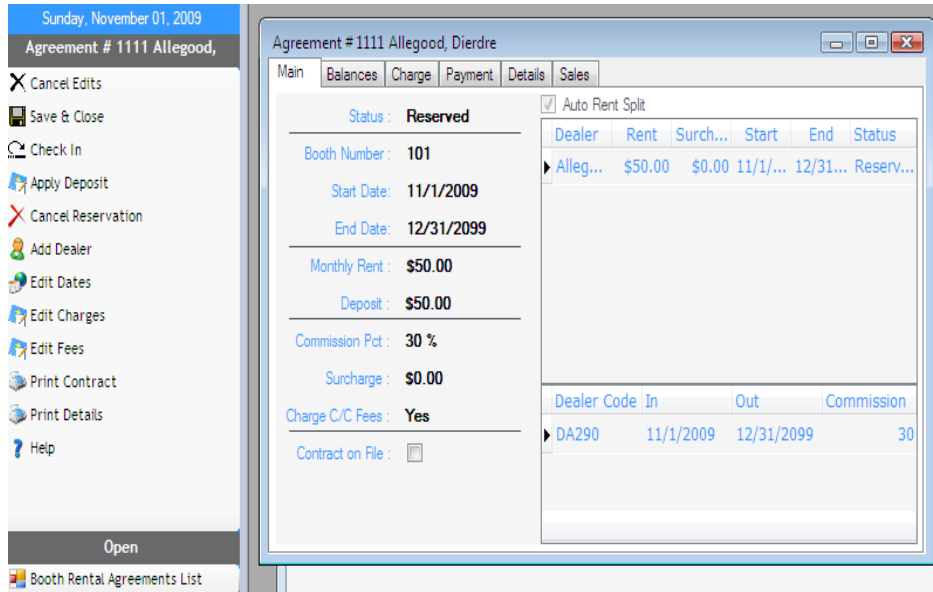 Sunday, November 01, 2009
Agreement # 1111 Allegood,
Cancel Edits
Save & Close
Check In
Apply Deposit
Cancel Reservation
Add Dealer
Edit Dates
Edit Charges
Edit Fees
Print Contract
Print Details
Help
Open
Booth Rental Agreements List
Agreement # 1111 Allegood, Dierdre
Main Balances Charge Payment Details Sales
Status : Reserved
Booth Number : 101
Start Date: 11/1/2009
End Date: 12/31/2099
Monthly Rent : $50.00
Deposit : $50.00
Commission Pct : 30 %
Surcharge : $0.00
Charge C/C Fees : Yes
Contract on File :
Auto Rent Split
Dealer Rent Surch... Start End Status
Alleg... $50.00 $0.00 11/1/... 12/31... Reserv...
Dealer Code In Out Commission
DA290 11/1/2009 12/31/2099 30